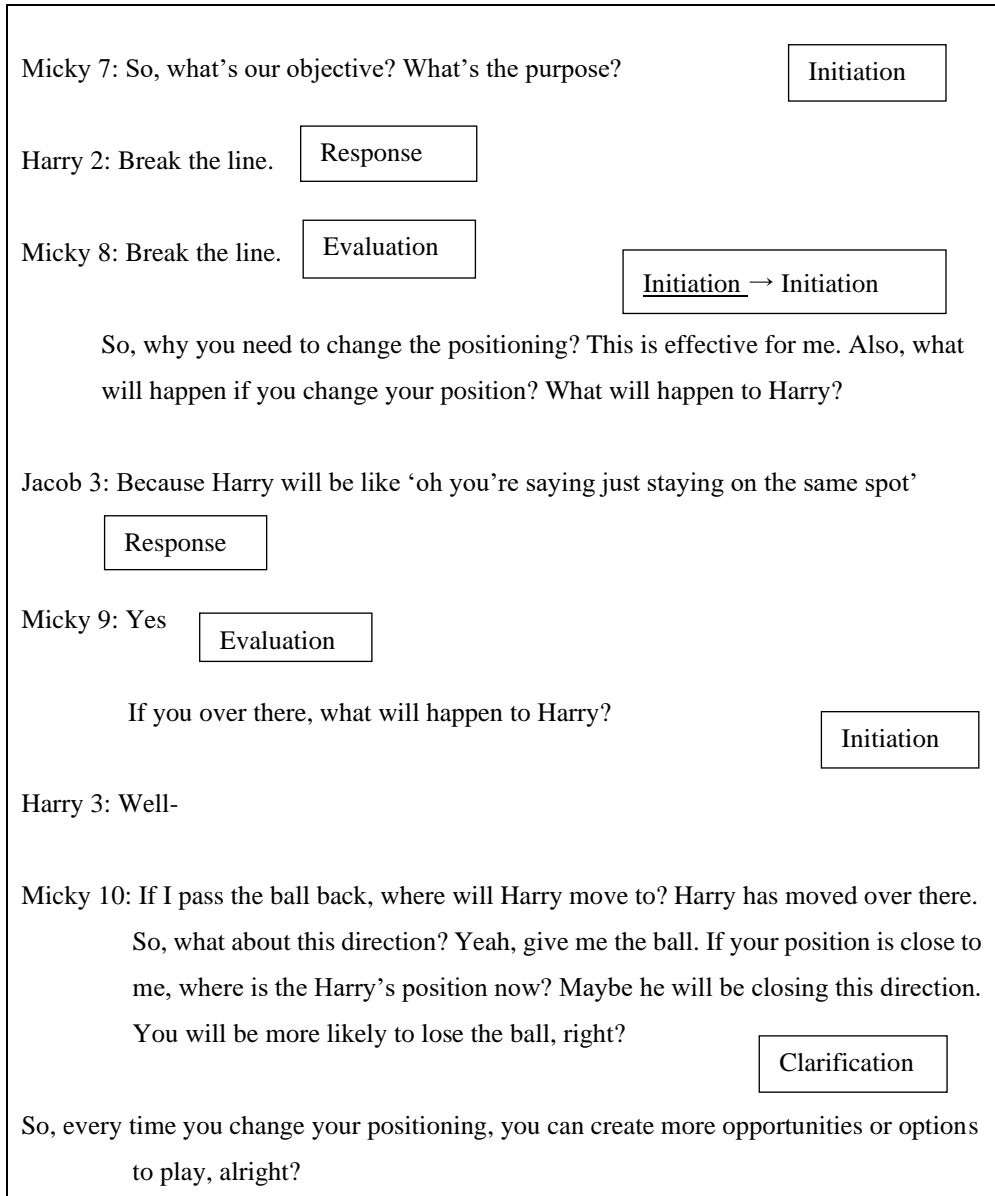 Micky 7: So, what’s our objective? What’s the purpose?
Initiation
Harry 2: Break the line.
Response
Micky 8: Break the line.
Evaluation
Initiation → Initiation
So, why you need to change the positioning? This is effective for me. Also, what
will happen if you change your position? What will happen to Harry?
Jacob 3: Because Harry will be like ‘oh you’re saying just staying on the same spot’
Response
Micky 9: Yes
Evaluation
If you over there, what will happen to Harry?
Initiation
Harry 3: Well-
Micky 10: If I pass the ball back, where will Harry move to? Harry has moved over there.
So, what about this direction? Yeah, give me the ball. If your position is close to
me, where is the Harry’s position now? Maybe he will be closing this direction.
You will be more likely to lose the ball, right?
Clarification
So, every time you change your positioning, you can create more opportunities or options
to play, alright?